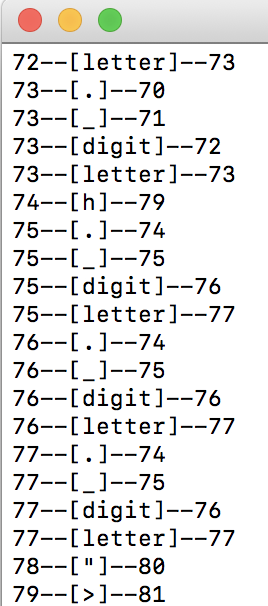 72--[letter]--73
73--[.]--70
73--[_]--71
73--[digit]--72
73--[letter]--73
74--[h]--79
75--[.]--74
75--[_]--75
75--[digit]--76
75--[letter]--77
76--[.]--74
76--[_]--75
76--[digit]--76
76--[letter]--77
77--[.]--74
77--[_]--75
77--[digit]--76
77--[letter]--77
78--["]--80
79--[>]--81